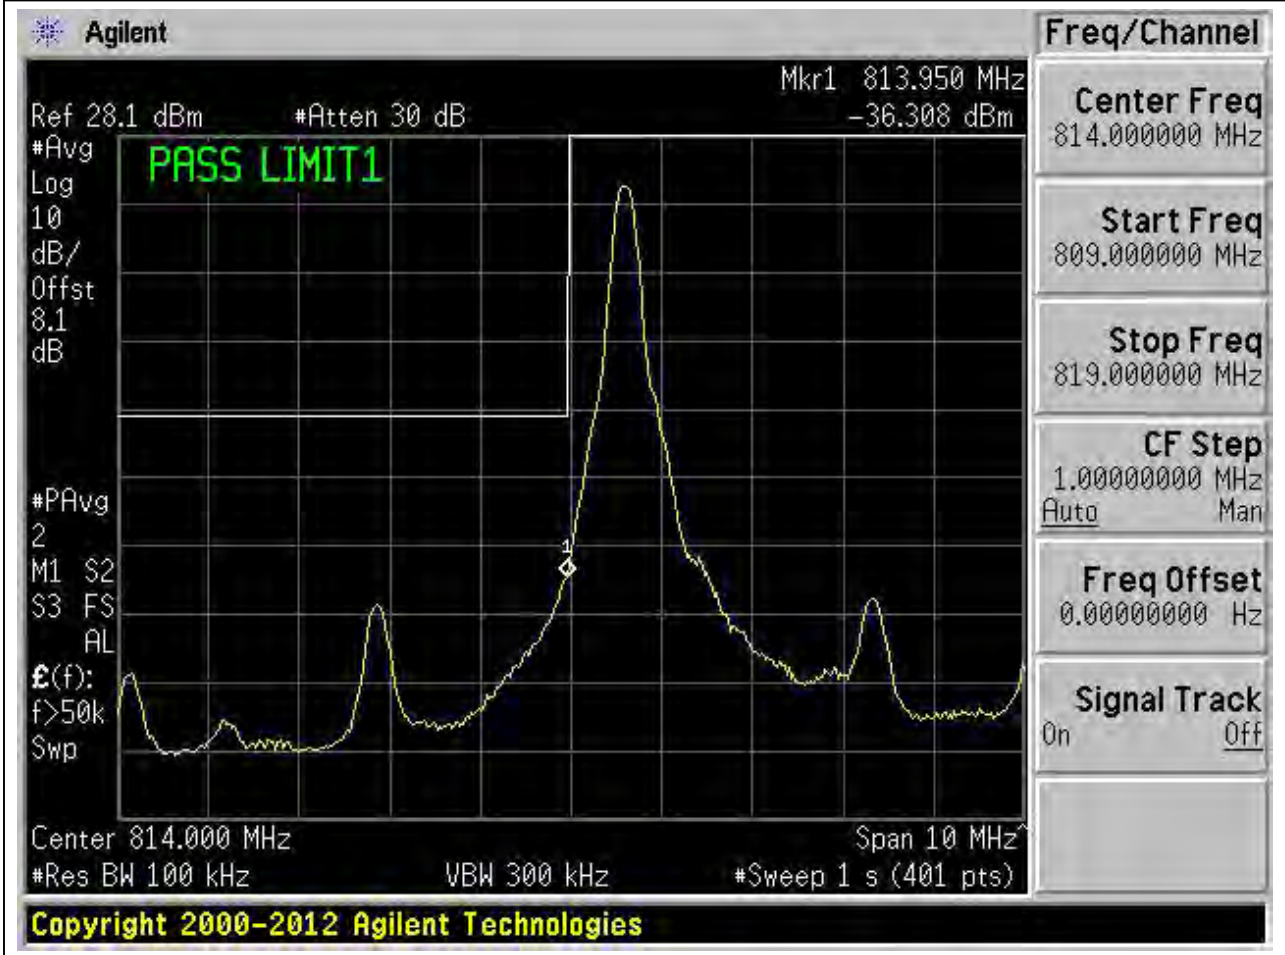 Agilent
Freq/Channel
Mkr1 813.950 MHz
Ref 28.1 dBm #Atten 30 dB -36.308 dBm
#Avg
Log
10
dB/
Offst
8.1
dB
PASS LIMIT1
1
#PAvg
2
M1 S2
S3 FS
AL
£(f):
f>50k
Swp
Center 814.000 MHz Span 10 MHz^
#Res BW 100 kHz VBW 300 kHz #Sweep 1 s (401 pts)
Copyright 2000-2012 Agilent Technologies
Center Freq
814.000000 MHz
Start Freq
809.000000 MHz
Stop Freq
819.000000 MHz
CF Step
1.00000000 MHz
Auto Man
Freq Offset
0.00000000 Hz
Signal Track
On Off